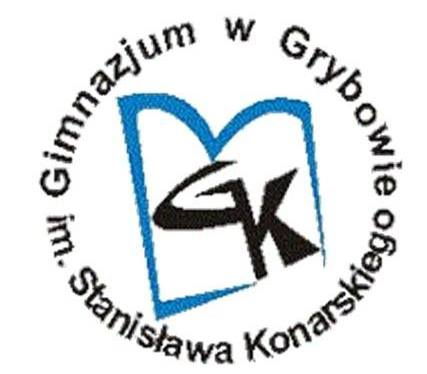 Gimnazjum w Grybowie
im. Stanisława Konarskiego
GK